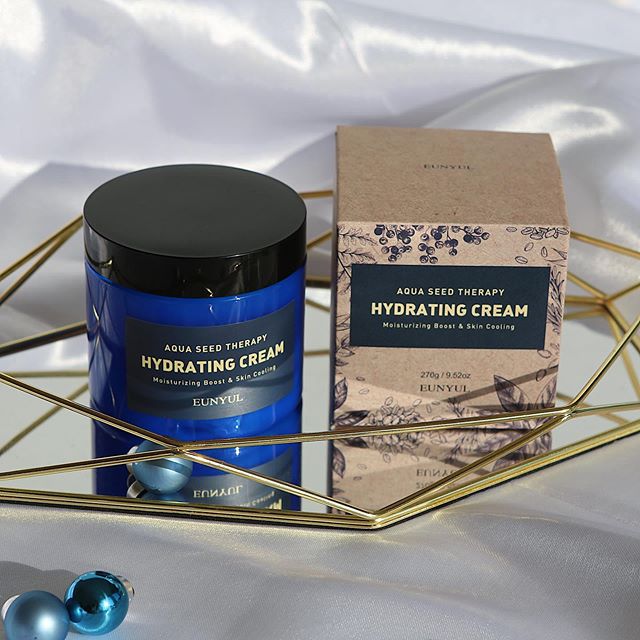 AQUA SEED THERAPY
HYDRATING CREAM
Moisturizing Boost & Skin Cooling
EUNYUL
EUNYUL
AQUA SEED THERAPY
HYDRATING CREAM
Moisturizing Boost & Skin Cooling
270g / 9.52oz
EUNYUL